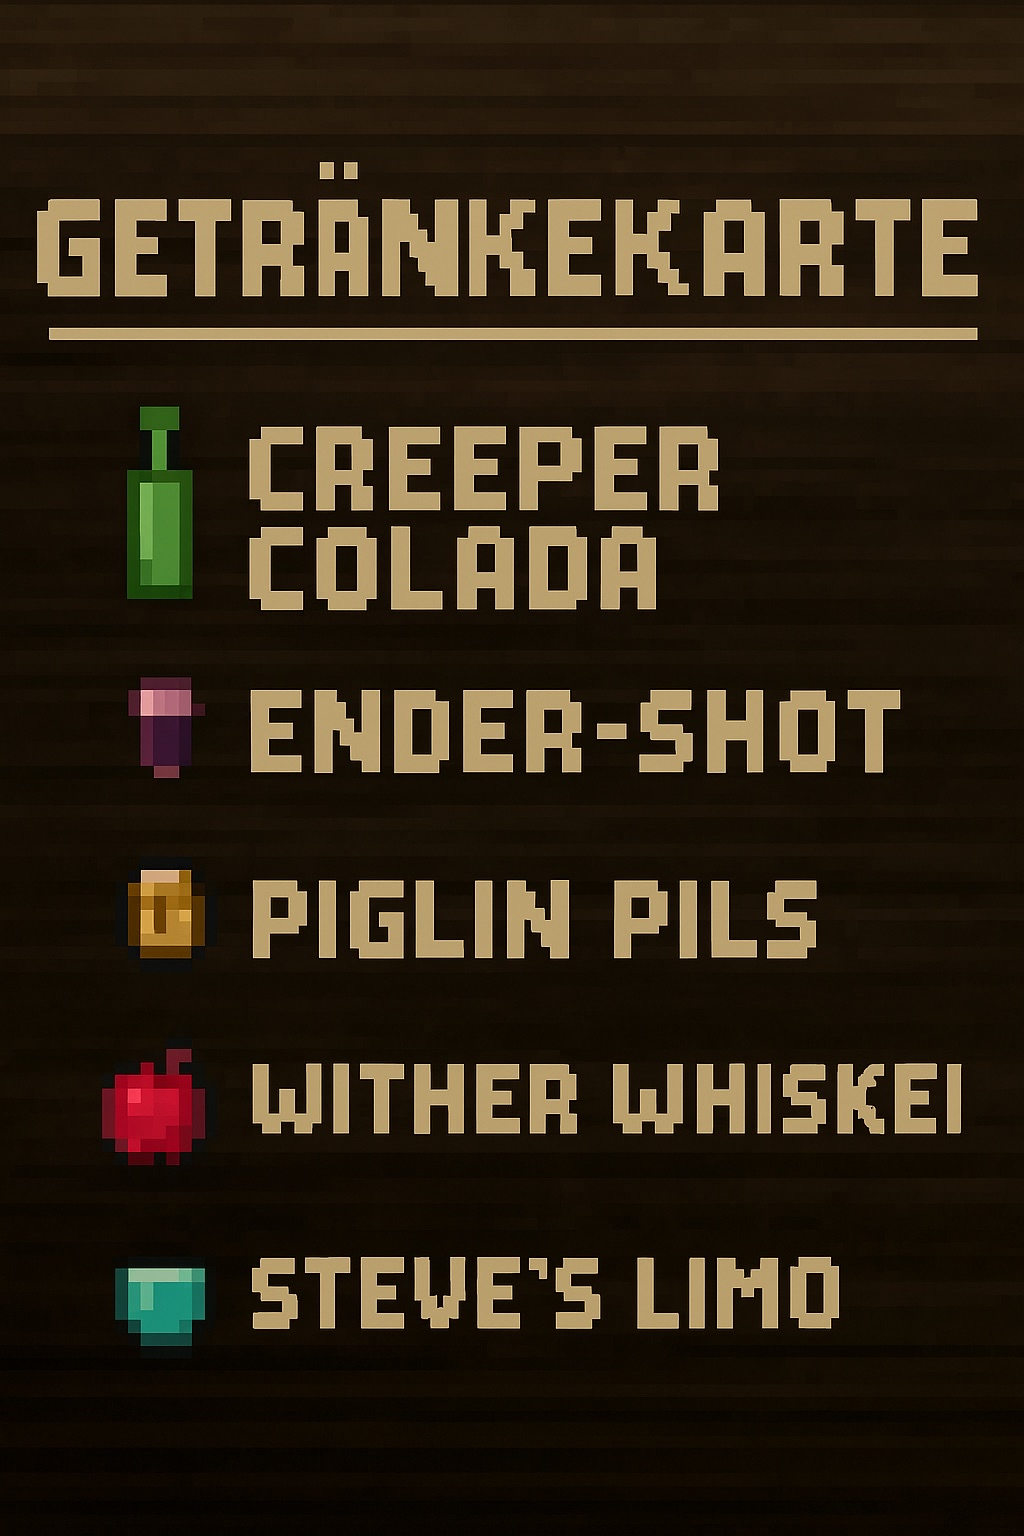 GETRÄNKEKARTE
CREEPER
COLADA
ENDER-SHOT
PIGLIN PILS
WITHER WHISKEI
STEVE'S LIMO